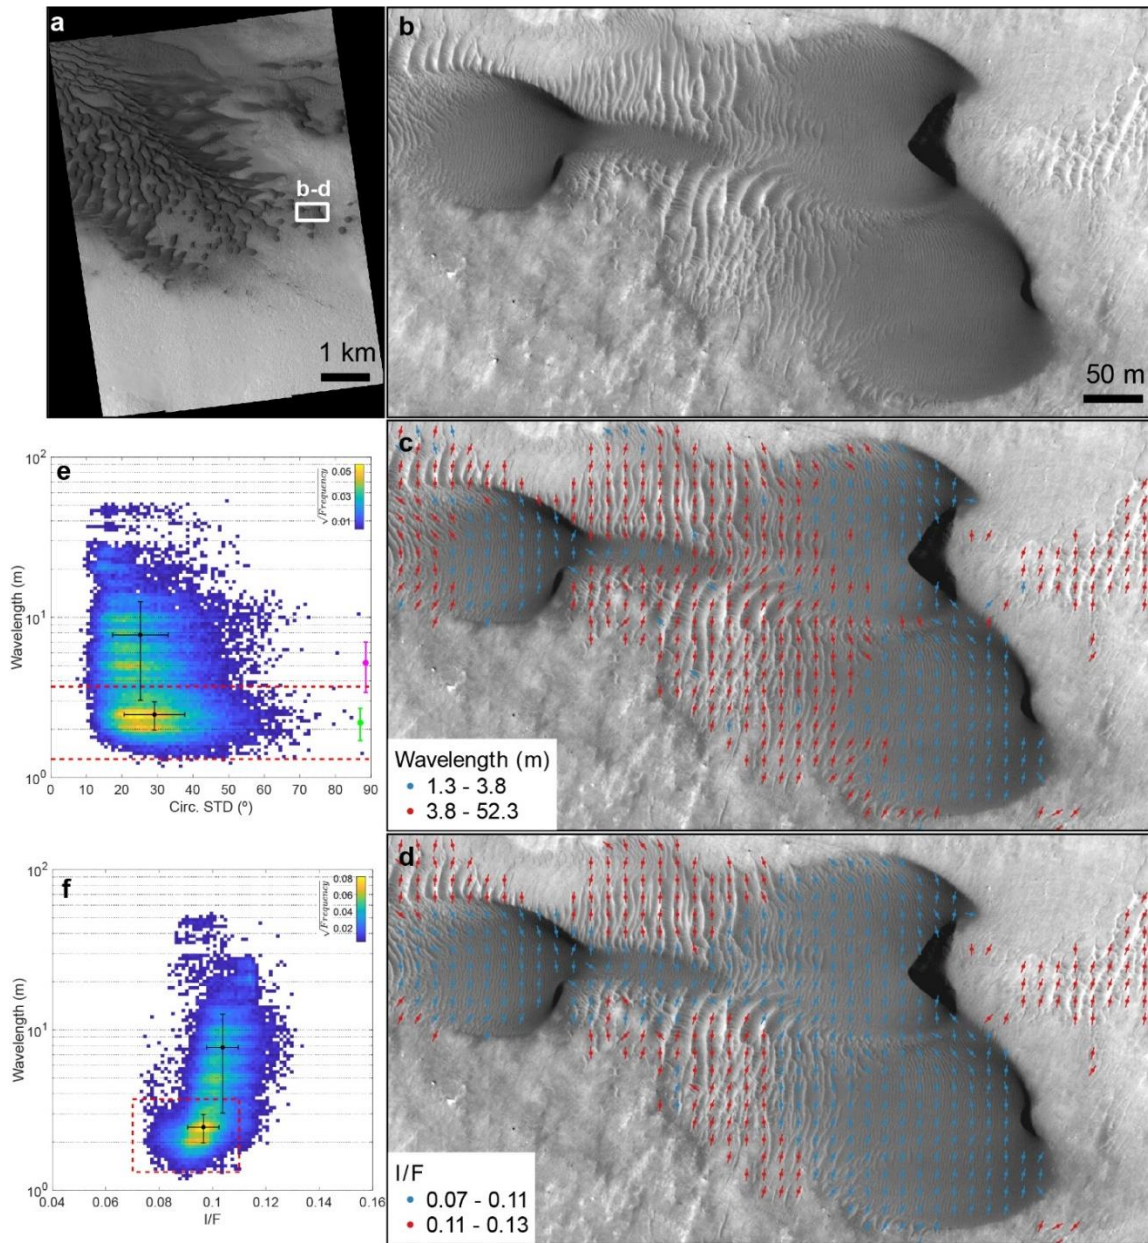 a
b-d
1 km
b
50 m
c
Wavelength (m)
1.3 - 3.8
3.8 - 52.3
d
I/F
0.07 - 0.11
0.11 - 0.13
e
10²
10¹
10⁰
Wavelength (m)
0 10 20 30 40 50 60 70 80 90
Circ. STD (º)
√Frequency
0.05
0.03
0.01
f
10²
10¹
10⁰
Wavelength (m)
0.04 0.06 0.08 0.1 0.12 0.14 0.16
I/F
√Frequency
0.08
0.06
0.04
0.02